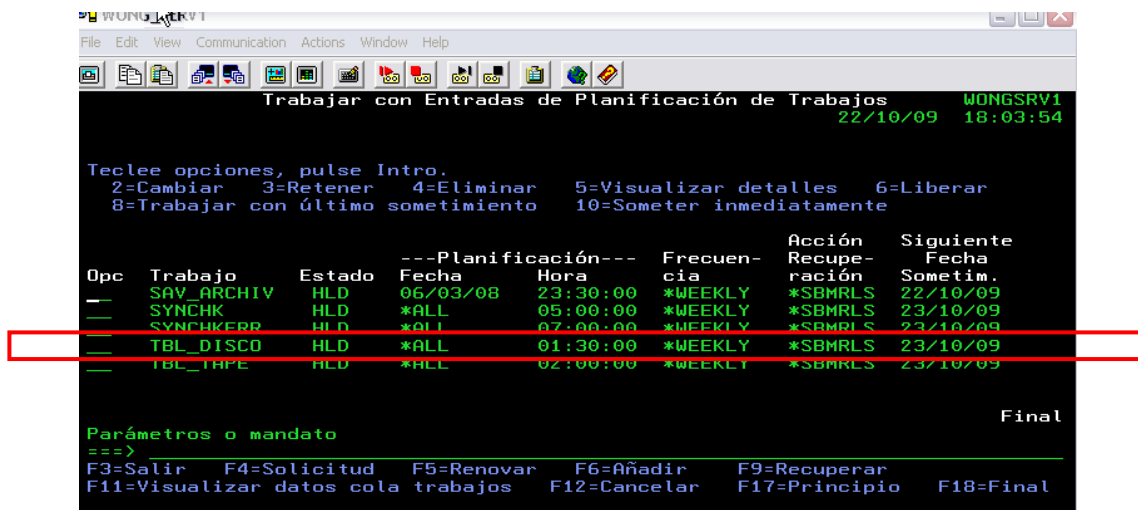 File Edit View Communication Actions Window Help
Trabajar con Entradas de Planificación de Trabajos WONGSRV1
22/10/09 18:03:54
Teclee opciones, pulse Intro.
2=Cambiar 3=Retener 4=Eliminar 5=Visualizar detalles 6=Liberar
8=Trabajar con último sometimiento 10=Someter inmediatamente
Acción Siguiente
---Planificación--- Frecuen- Recupe- Fecha
Opc Trabajo Estado Fecha Hora cia ración Sometim.
__ SAV_ARCHIV HLD 06/03/08 23:30:00 *WEEKLY *SBMRLS 22/10/09
__ SYNCHK HLD *ALL 05:00:00 *WEEKLY *SBMRLS 23/10/09
SYNCHKERR HLD *ALL 07:00:00 *WEEKLY *SBMRLS 23/10/09
__ TBL_DISCO HLD *ALL 01:30:00 *WEEKLY *SBMRLS 23/10/09
__ TBL_TAPE HLD *ALL 02:00:00 *WEEKLY *SBMRLS 23/10/09
Final
Parámetros o mandato
===>
F3=Salir F4=Solicitud F5=Renovar F6=Añadir F9=Recuperar
F11=Visualizar datos cola trabajos F12=Cancelar F17=Principio F18=Final